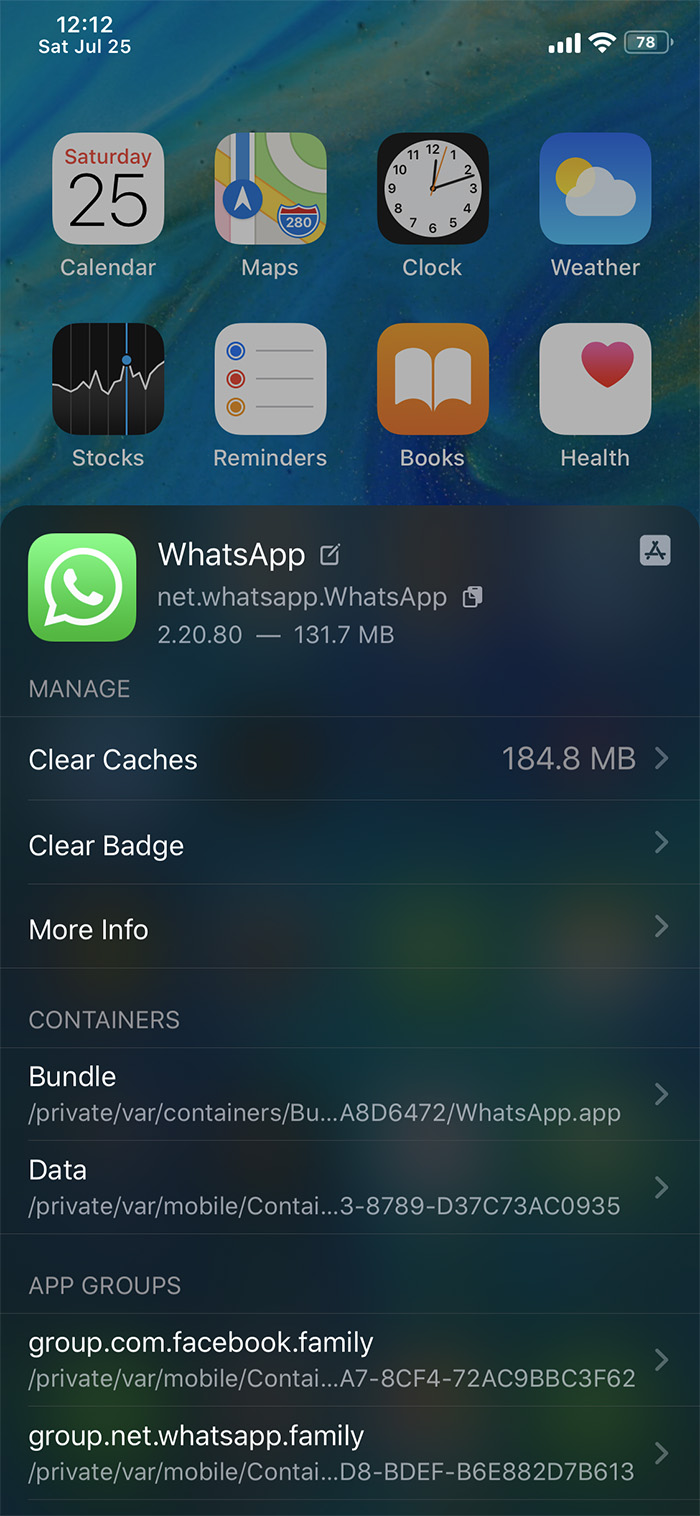 12:12
Sat Jul 25
78
Saturday
25
280
12
11
1
10
2
9
3
8
4
7
5
6
Calendar
Maps
Clock
Weather
Stocks
Reminders
Books
Health
WhatsApp
net.whatsapp.WhatsApp
2.20.80 — 131.7 MB
MANAGE
Clear Caches 184.8 MB
Clear Badge
More Info
CONTAINERS
Bundle
/private/var/containers/Bu...A8D6472/WhatsApp.app
Data
/private/var/mobile/Contai...3-8789-D37C73AC0935
APP GROUPS
group.com.facebook.family
/private/var/mobile/Contai...A7-8CF4-72AC9BBC3F62
group.net.whatsapp.family
/private/var/mobile/Contai...D8-BDEF-B6E882D7B613